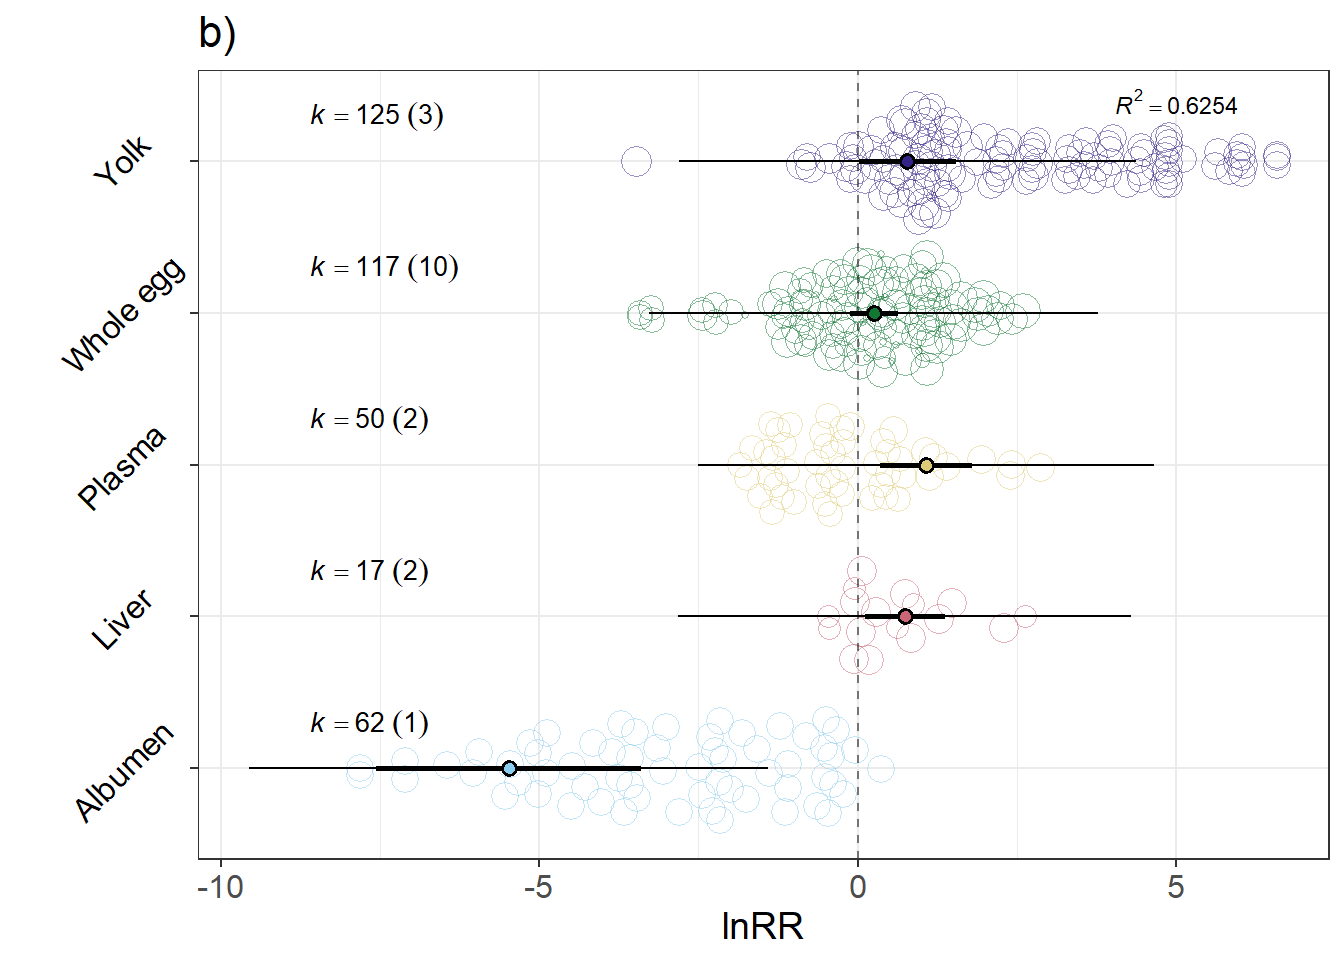 b)
k = 125 (3)
R² = 0.6254
Yolk
k = 117 (10)
Whole egg
k = 50 (2)
Plasma
k = 17 (2)
Liver
k = 62 (1)
Albumen
-10 -5 0 5
lnRR